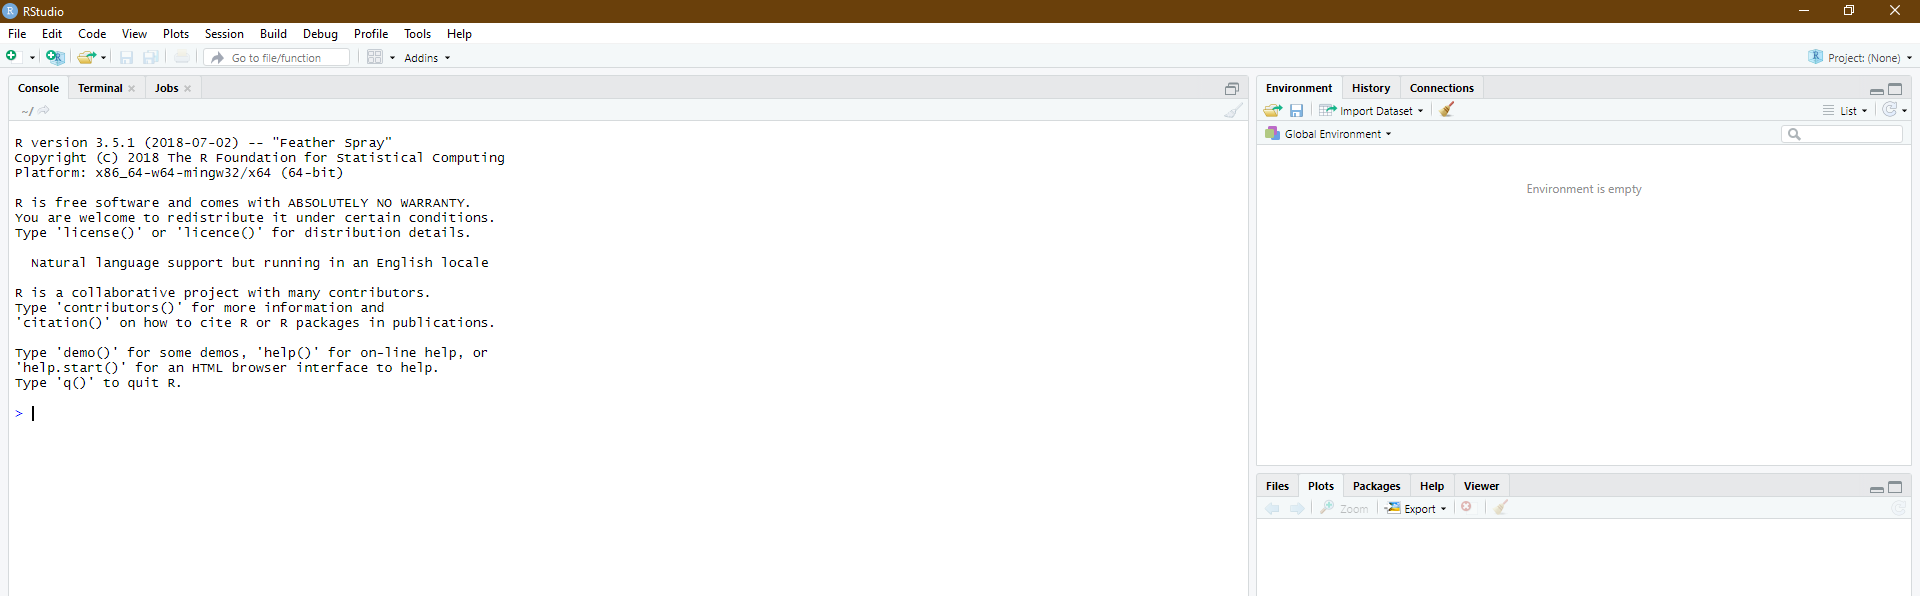 RStudio
File Edit Code View Plots Session Build Debug Profile Tools Help
Go to file/function Addins Project: (None)
Console Terminal Jobs
~/
R version 3.5.1 (2018-07-02) -- "Feather Spray"
Copyright (C) 2018 The R Foundation for Statistical Computing
Platform: x86_64-w64-mingw32/x64 (64-bit)
R is free software and comes with ABSOLUTELY NO WARRANTY.
You are welcome to redistribute it under certain conditions.
Type 'license()' or 'licence()' for distribution details.
Natural language support but running in an English locale
R is a collaborative project with many contributors.
Type 'contributors()' for more information and
'citation()' on how to cite R or R packages in publications.
Type 'demo()' for some demos, 'help()' for on-line help, or
'help.start()' for an HTML browser interface to help.
Type 'q()' to quit R.
>
Environment History Connections
Import Dataset List
Global Environment
Environment is empty
Files Plots Packages Help Viewer
Zoom Export